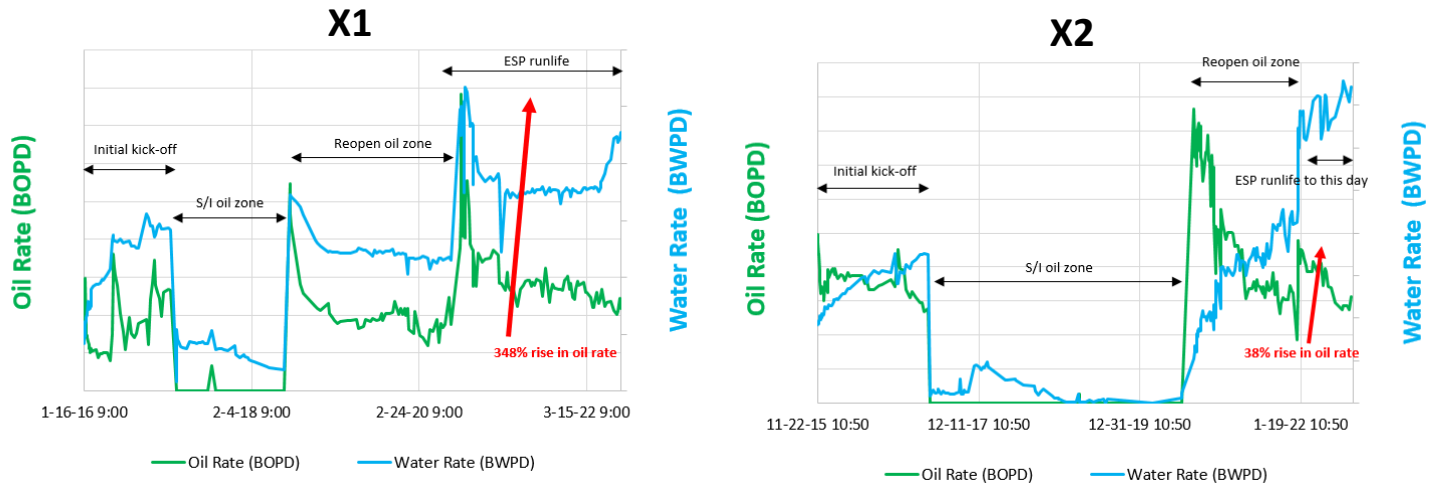 X1
Oil Rate (BOPD)
Water Rate (BWPD)
Initial kick-off
S/I oil zone
Reopen oil zone
ESP runlife
348% rise in oil rate
1-16-16 9:00
2-4-18 9:00
2-24-20 9:00
3-15-22 9:00
Oil Rate (BOPD)
Water Rate (BWPD)
X2
Oil Rate (BOPD)
Water Rate (BWPD)
Initial kick-off
S/I oil zone
Reopen oil zone
ESP runlife to this day
38% rise in oil rate
11-22-15 10:50
12-11-17 10:50
12-31-19 10:50
1-19-22 10:50
Oil Rate (BOPD)
Water Rate (BWPD)